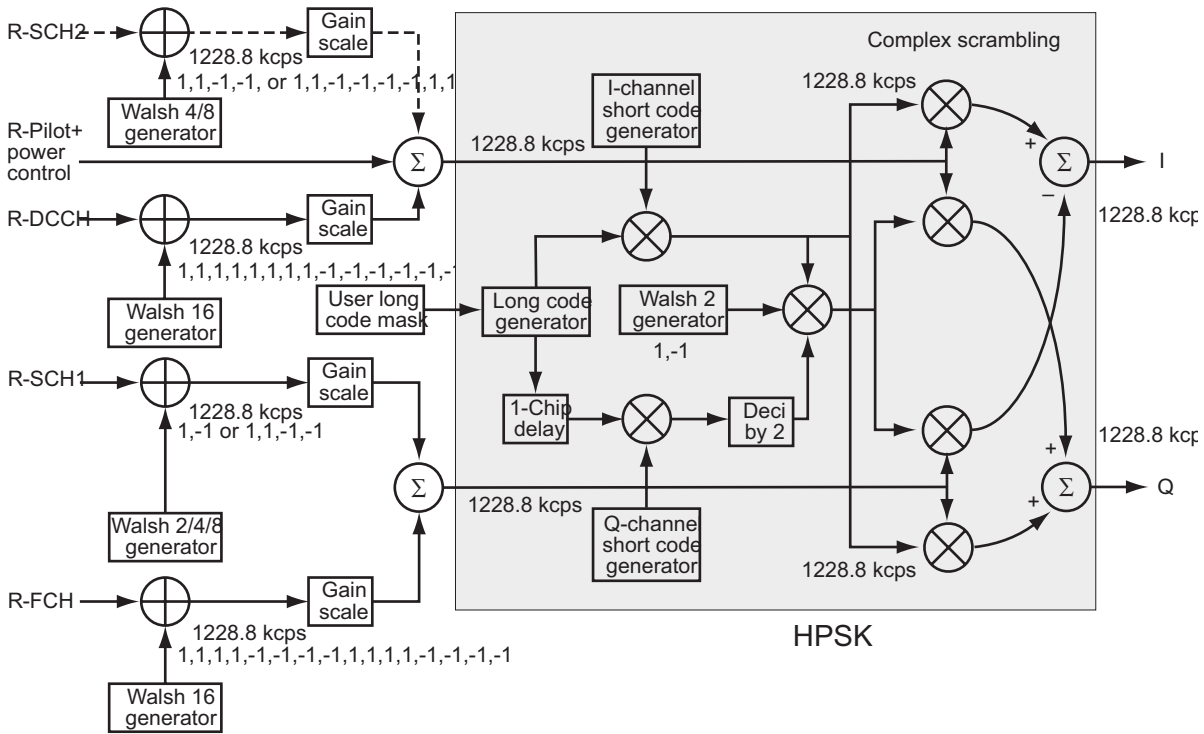 R-SCH2
Gain
scale
1228.8 kcps
1,1,-1,-1, or 1,1,-1,-1,-1,-1,1,1
Walsh 4/8
generator
R-Pilot+
power
control
Σ
1228.8 kcps
R-DCCH
Gain
scale
1228.8 kcps
1,1,1,1,1,1,1,1,-1,-1,-1,-1,-1,-1,-
Walsh 16
generator
User long
code mask
R-SCH1
Gain
scale
1228.8 kcps
1,-1 or 1,1,-1,-1
Σ
1228.8 kcps
Walsh 2/4/8
generator
R-FCH
Gain
scale
1228.8 kcps
1,1,1,1,-1,-1,-1,-1,1,1,1,1,-1,-1,-1,-1
Walsh 16
generator
Complex scrambling
I-channel
short code
generator
1228.8 kcps
Long code
generator
Walsh 2
generator
1,-1
1-Chip
delay
Deci
by 2
Q-channel
short code
generator
1228.8 kcps
+
Σ
–
I
1228.8 kcp
1228.8 kcp
+
Σ
+
Q
HPSK